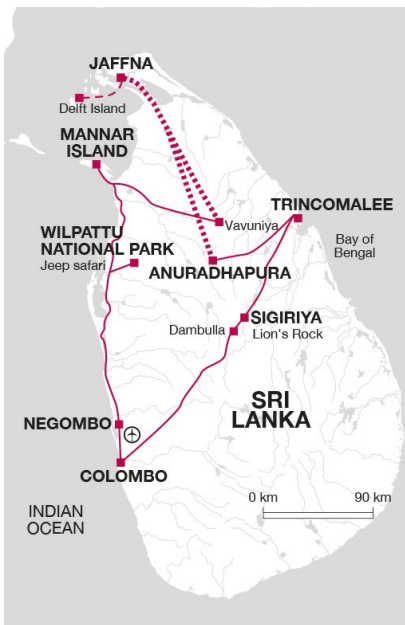 JAFFNA
Delft Island
MANNAR
ISLAND
TRINCOMALEE
Vavuniya
WILPATTU
NATIONAL PARK
Jeep safari
Bay of
Bengal
ANURADHAPURA
SIGIRIYA
Lion's Rock
Dambulla
SRI
LANKA
NEGOMBO
COLOMBO
0 km 90 km
INDIAN
OCEAN